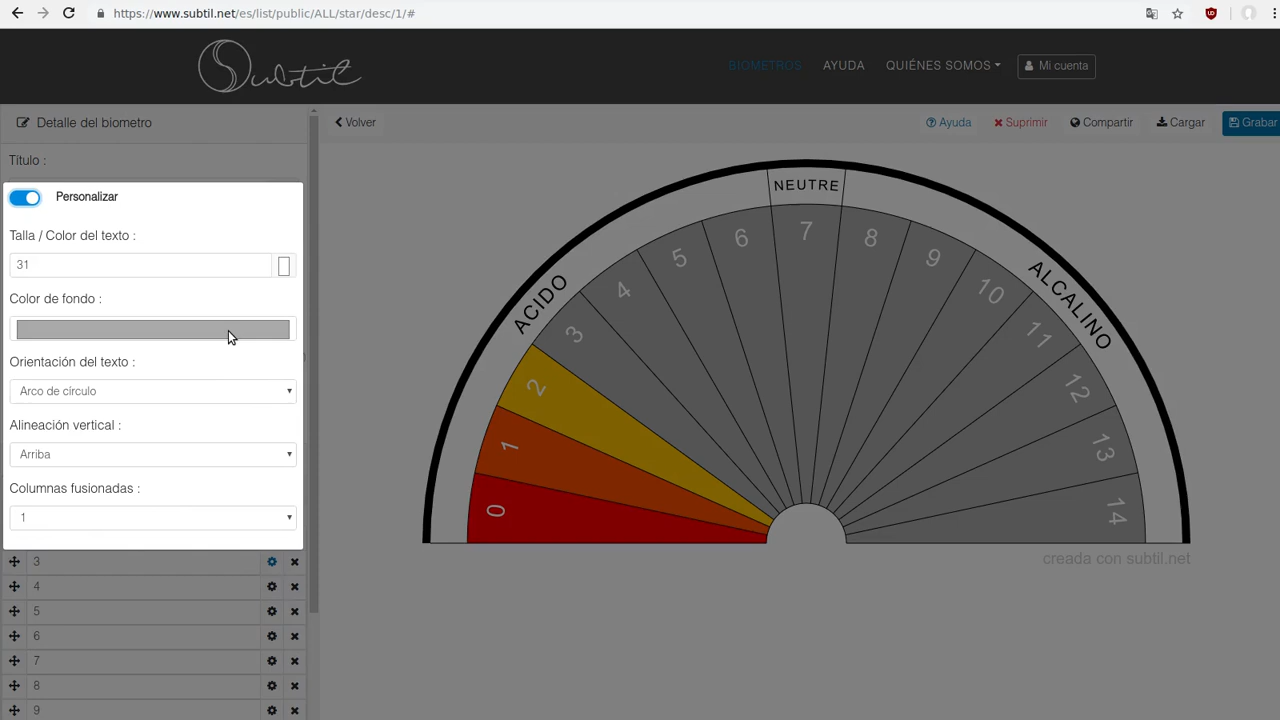 https://www.subtil.net/es/list/public/ALL/star/desc/1/#
Subtil
BIOMETROS
AYUDA
QUIÉNES SOMOS
Mi cuenta
Detalle del biometro
Volver
Ayuda
Suprimir
Compartir
Cargar
Grabar
Título :
Personalizar
Talla / Color del texto :
31
Color de fondo :
Orientación del texto :
Arco de círculo
Alineación vertical :
Arriba
Columnas fusionadas :
1
3
4
5
6
7
8
9
ACIDO
NEUTRE
ALCALINO
0
1
2
3
4
5
6
7
8
9
10
11
12
13
14
creada con subtil.net